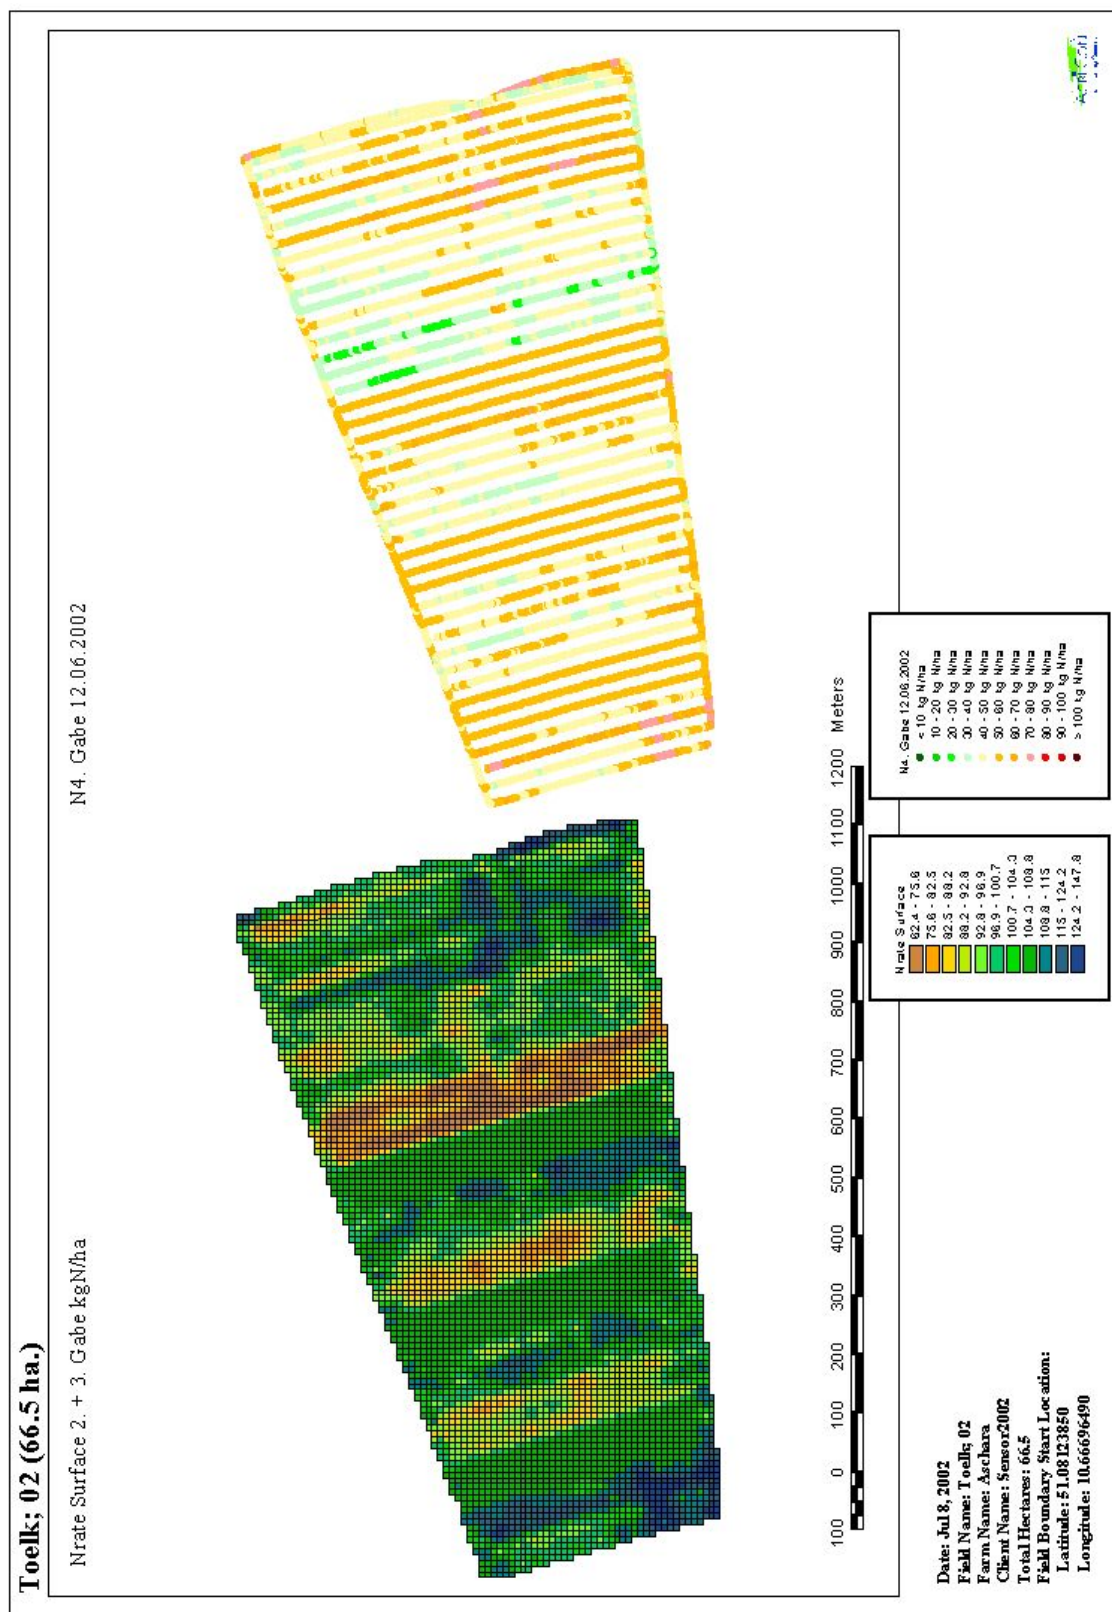 Toelk; 02 (66.5 ha.)
Nrate Surface 2. + 3. Gabe kgN/ha
N4. Gabe 12.06.2002
100 0 100 200 300 400 500 600 700 800 900 1000 1100 1200 Meters
Date: Jul 8, 2002
Field Name: Toelk; 02
Farm Name: Aschara
Client Name: Sensor2002
Total Hectares: 66.5
Field Boundary Start Location:
Latitude: 51.08123850
Longitude: 10.66696490
Nrate Surface
62.4 - 75.6
75.6 - 82.5
82.5 - 88.2
88.2 - 92.8
92.8 - 96.9
96.9 - 100.7
100.7 - 104.3
104.3 - 108.8
108.8 - 115
115 - 124.2
124.2 - 147.8
N4. Gabe 12.06.2002
< 10 kg N/ha
10 - 20 kg N/ha
20 - 30 kg N/ha
30 - 40 kg N/ha
40 - 50 kg N/ha
50 - 60 kg N/ha
60 - 70 kg N/ha
70 - 80 kg N/ha
80 - 90 kg N/ha
90 - 100 kg N/ha
> 100 kg N/ha